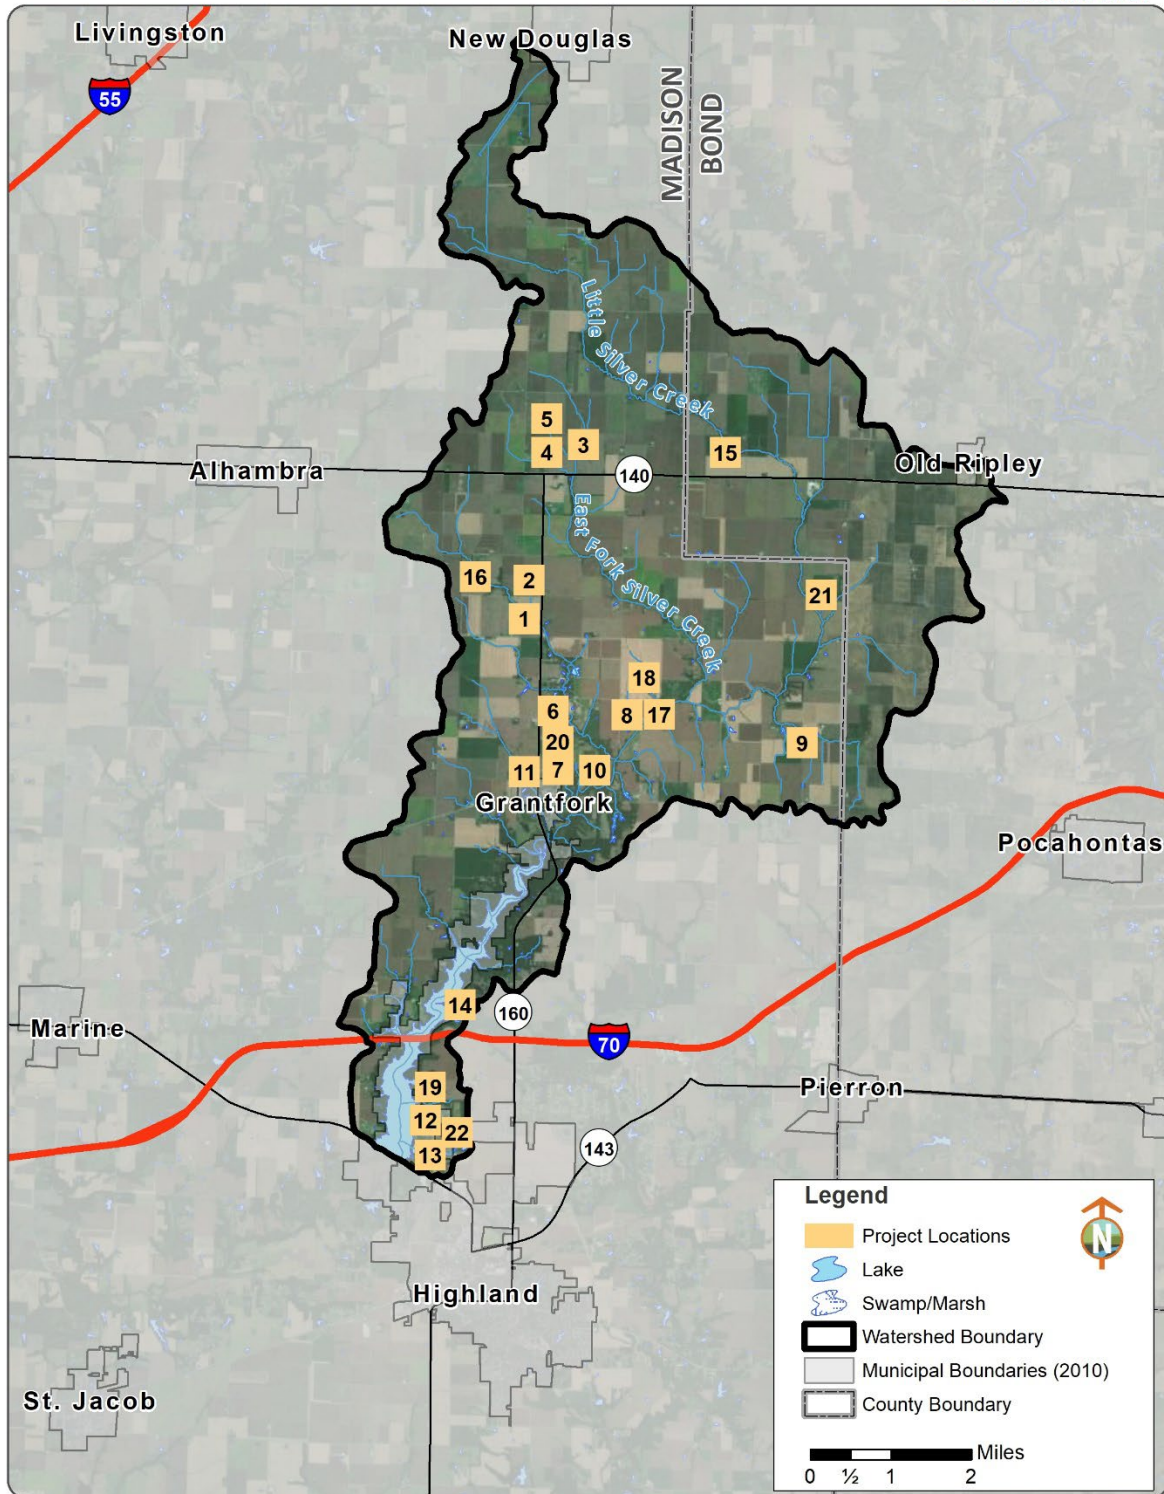 Livingston
New Douglas
55
MADISON
BOND
Little Silver Creek
5
4
3
15
Alhambra
140
Old Ripley
East Fork Silver Creek
16
2
1
21
18
6
8
17
20
9
11
7
10
Grantfork
Pocahontas
14
160
Marine
70
19
Pierron
12
22
13
143
Highland
St. Jacob
Legend
N
Project Locations
Lake
Swamp/Marsh
Watershed Boundary
Municipal Boundaries (2010)
County Boundary
Miles
0 ½ 1 2